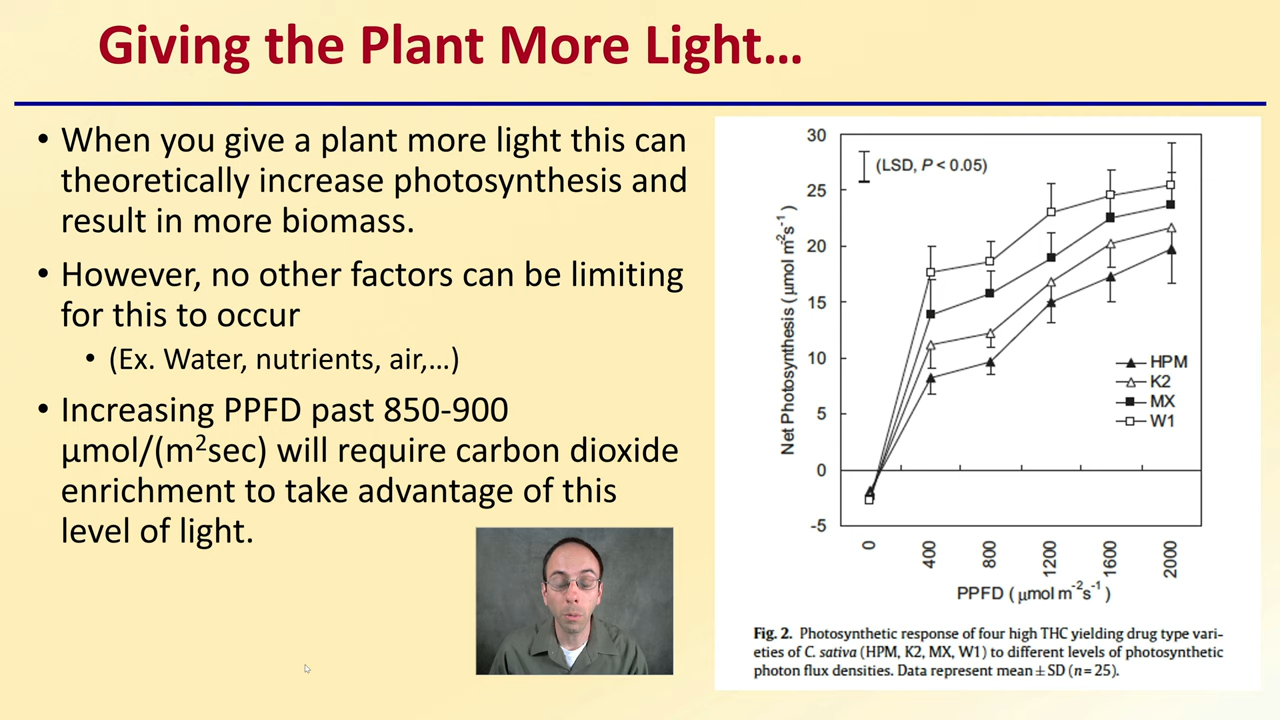 Giving the Plant More Light…
• When you give a plant more light this can
theoretically increase photosynthesis and
result in more biomass.
• However, no other factors can be limiting
for this to occur
• (Ex. Water, nutrients, air,…)
• Increasing PPFD past 850-900
µmol/(m²sec) will require carbon dioxide
enrichment to take advantage of this
level of light.
30
25
20
15
10
5
0
-5
Net Photosynthesis ( µmol m⁻²s⁻¹ )
(LSD, P < 0.05)
HPM
K2
MX
W1
0
400
800
1200
1600
2000
PPFD ( µmol m⁻²s⁻¹ )
Fig. 2. Photosynthetic response of four high THC yielding drug type vari-
eties of C. sativa (HPM, K2, MX, W1) to different levels of photosynthetic
photon flux densities. Data represent mean ± SD (n = 25).